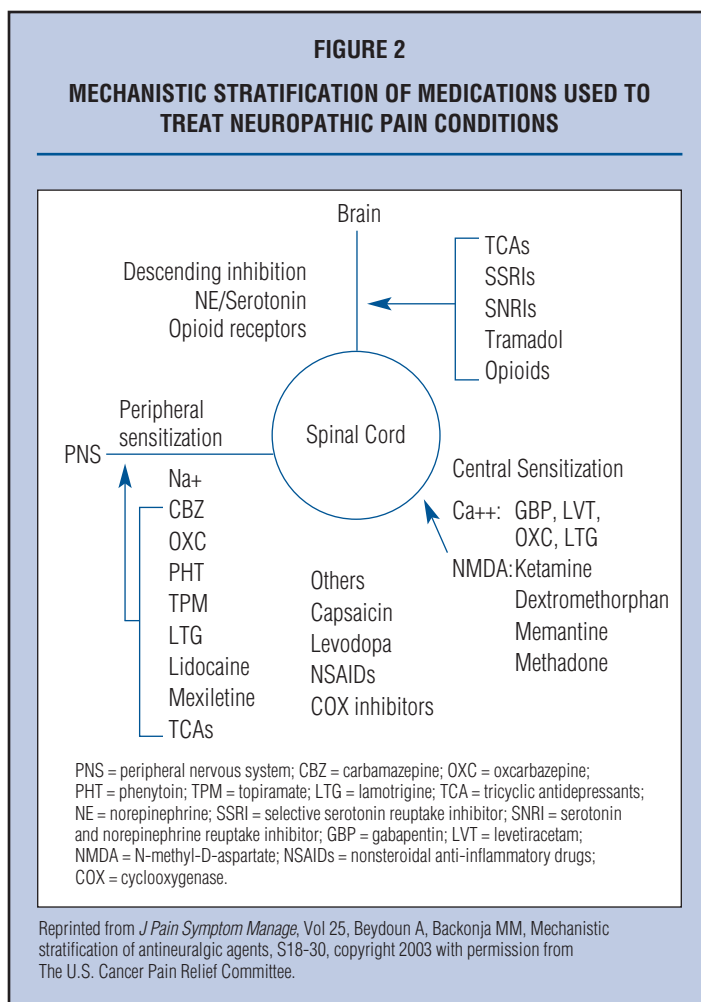 FIGURE 2
MECHANISTIC STRATIFICATION OF MEDICATIONS USED TO
TREAT NEUROPATHIC PAIN CONDITIONS
Brain
Descending inhibition
NE/Serotonin
Opioid receptors
TCAs
SSRIs
SNRIs
Tramadol
Opioids
Peripheral
sensitization
PNS
Spinal Cord
Na+
CBZ
OXC
PHT
TPM
LTG
Lidocaine
Mexiletine
TCAs
Others
Capsaicin
Levodopa
NSAIDs
COX inhibitors
Central Sensitization
Ca++: GBP, LVT,
OXC, LTG
NMDA: Ketamine
Dextromethorphan
Memantine
Methadone
PNS = peripheral nervous system; CBZ = carbamazepine; OXC = oxcarbazepine;
PHT = phenytoin; TPM = topiramate; LTG = lamotrigine; TCA = tricyclic antidepressants;
NE = norepinephrine; SSRI = selective serotonin reuptake inhibitor; SNRI = serotonin
and norepinephrine reuptake inhibitor; GBP = gabapentin; LVT = levetiracetam;
NMDA = N-methyl-D-aspartate; NSAIDs = nonsteroidal anti-inflammatory drugs;
COX = cyclooxygenase.
Reprinted from J Pain Symptom Manage, Vol 25, Beydoun A, Backonja MM, Mechanistic
stratification of antineuralgic agents, S18-30, copyright 2003 with permission from
The U.S. Cancer Pain Relief Committee.